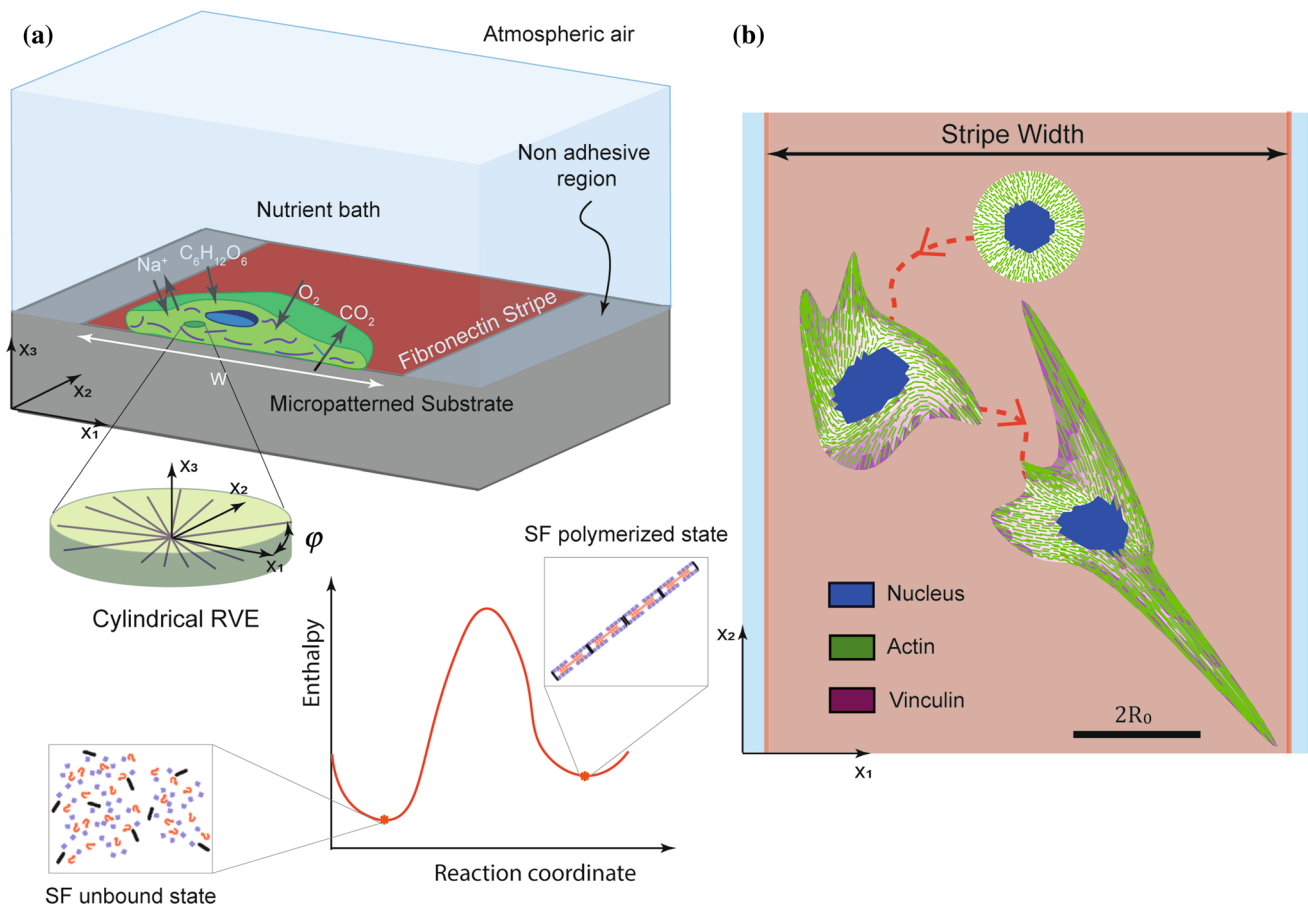 (a)
Atmospheric air
Non adhesive
region
Nutrient bath
Na⁺
C₆H₁₂O₆
O₂
CO₂
Fibronectin Stripe
W
Micropatterned Substrate
X₃
X₂
X₁
X₃
X₂
X₁
φ
Cylindrical RVE
SF polymerized state
Enthalpy
Reaction coordinate
SF unbound state
(b)
Stripe Width
Nucleus
Actin
Vinculin
2R₀
X₂
X₁